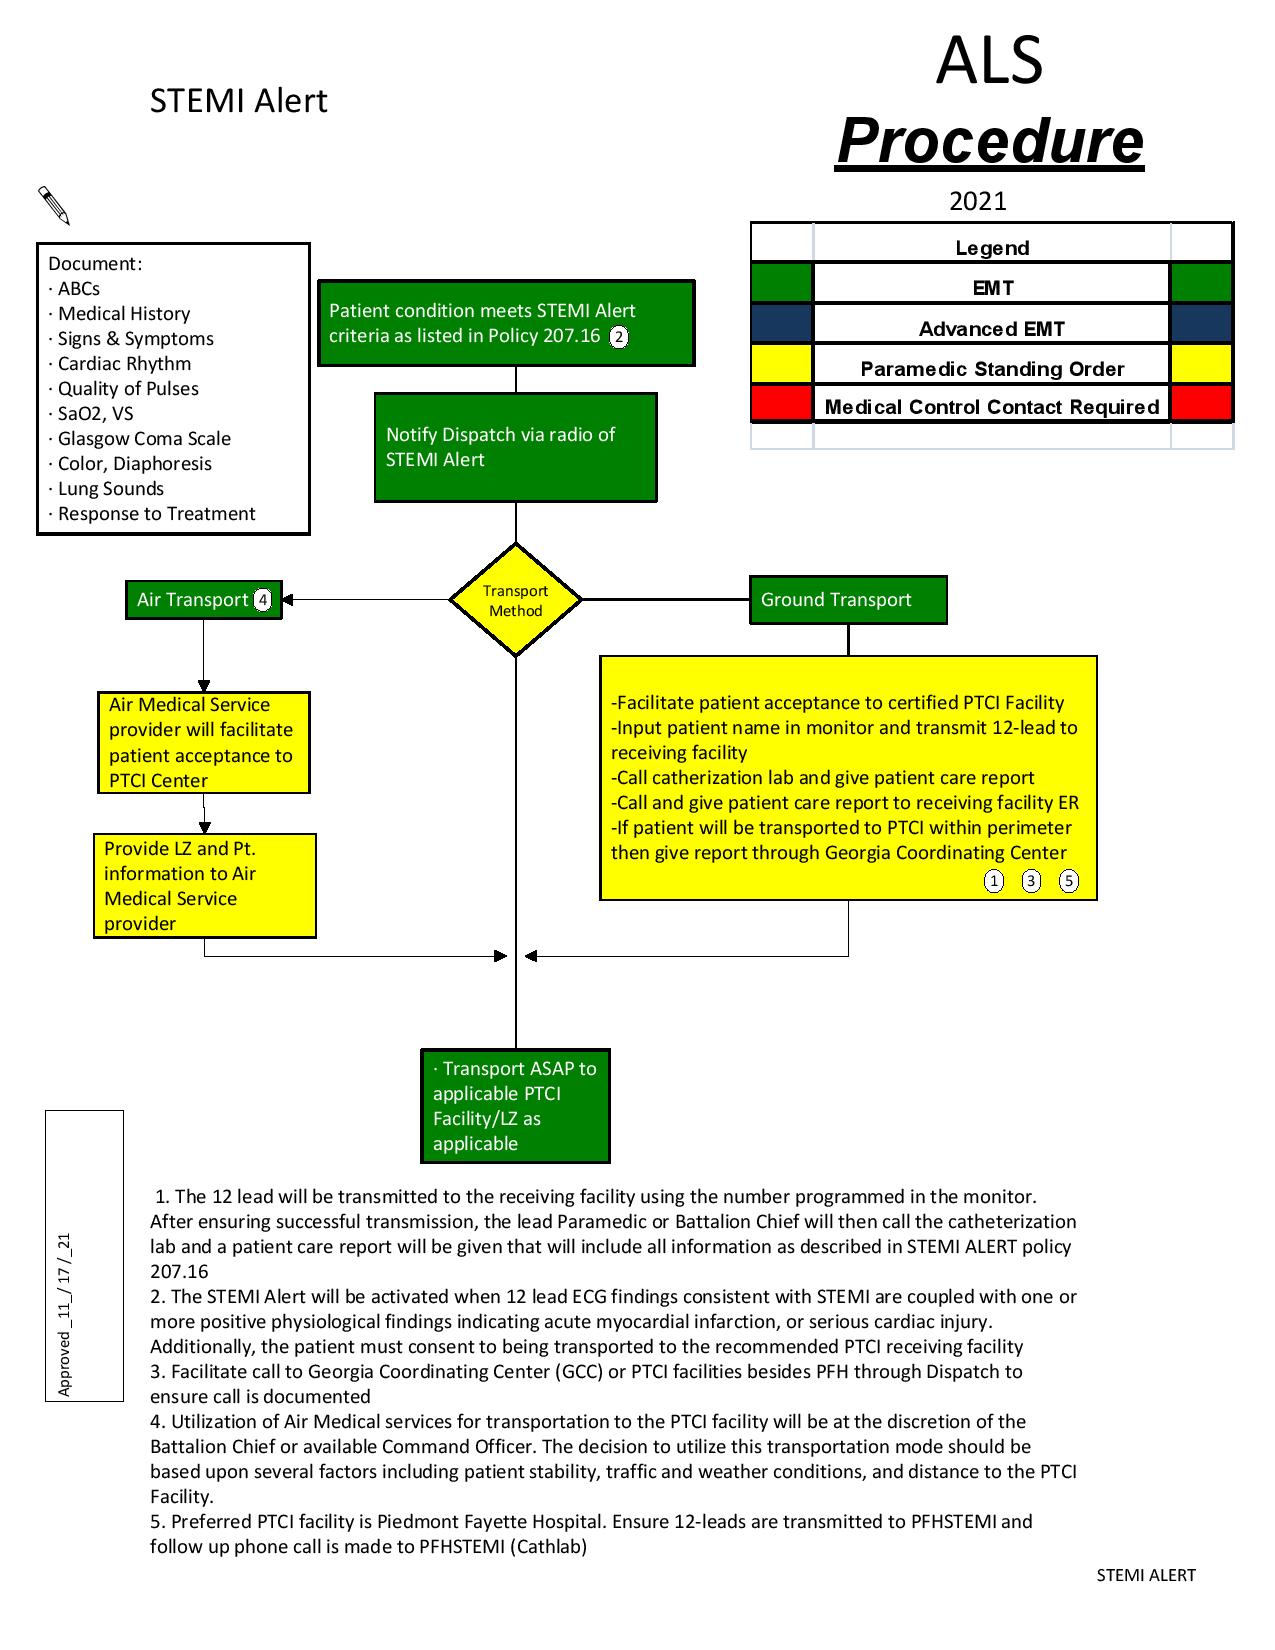 STEMI Alert
ALS
Procedure
2021
Legend
EMT
Advanced EMT
Paramedic Standing Order
Medical Control Contact Required
Document:
· ABCs
· Medical History
· Signs & Symptoms
· Cardiac Rhythm
· Quality of Pulses
· SaO2, VS
· Glasgow Coma Scale
· Color, Diaphoresis
· Lung Sounds
· Response to Treatment
Patient condition meets STEMI Alert
criteria as listed in Policy 207.16 2
Notify Dispatch via radio of
STEMI Alert
Transport
Method
Air Transport 4
Ground Transport
Air Medical Service
provider will facilitate
patient acceptance to
PTCI Center
Provide LZ and Pt.
information to Air
Medical Service
provider
-Facilitate patient acceptance to certified PTCI Facility
-Input patient name in monitor and transmit 12-lead to
receiving facility
-Call catherization lab and give patient care report
-Call and give patient care report to receiving facility ER
-If patient will be transported to PTCI within perimeter
then give report through Georgia Coordinating Center
1 3 5
· Transport ASAP to
applicable PTCI
Facility/LZ as
applicable
Approved _11_/ 17 / _21
1. The 12 lead will be transmitted to the receiving facility using the number programmed in the monitor.
After ensuring successful transmission, the lead Paramedic or Battalion Chief will then call the catheterization
lab and a patient care report will be given that will include all information as described in STEMI ALERT policy
207.16
2. The STEMI Alert will be activated when 12 lead ECG findings consistent with STEMI are coupled with one or
more positive physiological findings indicating acute myocardial infarction, or serious cardiac injury.
Additionally, the patient must consent to being transported to the recommended PTCI receiving facility
3. Facilitate call to Georgia Coordinating Center (GCC) or PTCI facilities besides PFH through Dispatch to
ensure call is documented
4. Utilization of Air Medical services for transportation to the PTCI facility will be at the discretion of the
Battalion Chief or available Command Officer. The decision to utilize this transportation mode should be
based upon several factors including patient stability, traffic and weather conditions, and distance to the PTCI
Facility.
5. Preferred PTCI facility is Piedmont Fayette Hospital. Ensure 12-leads are transmitted to PFHSTEMI and
follow up phone call is made to PFHSTEMI (Cathlab)
STEMI ALERT